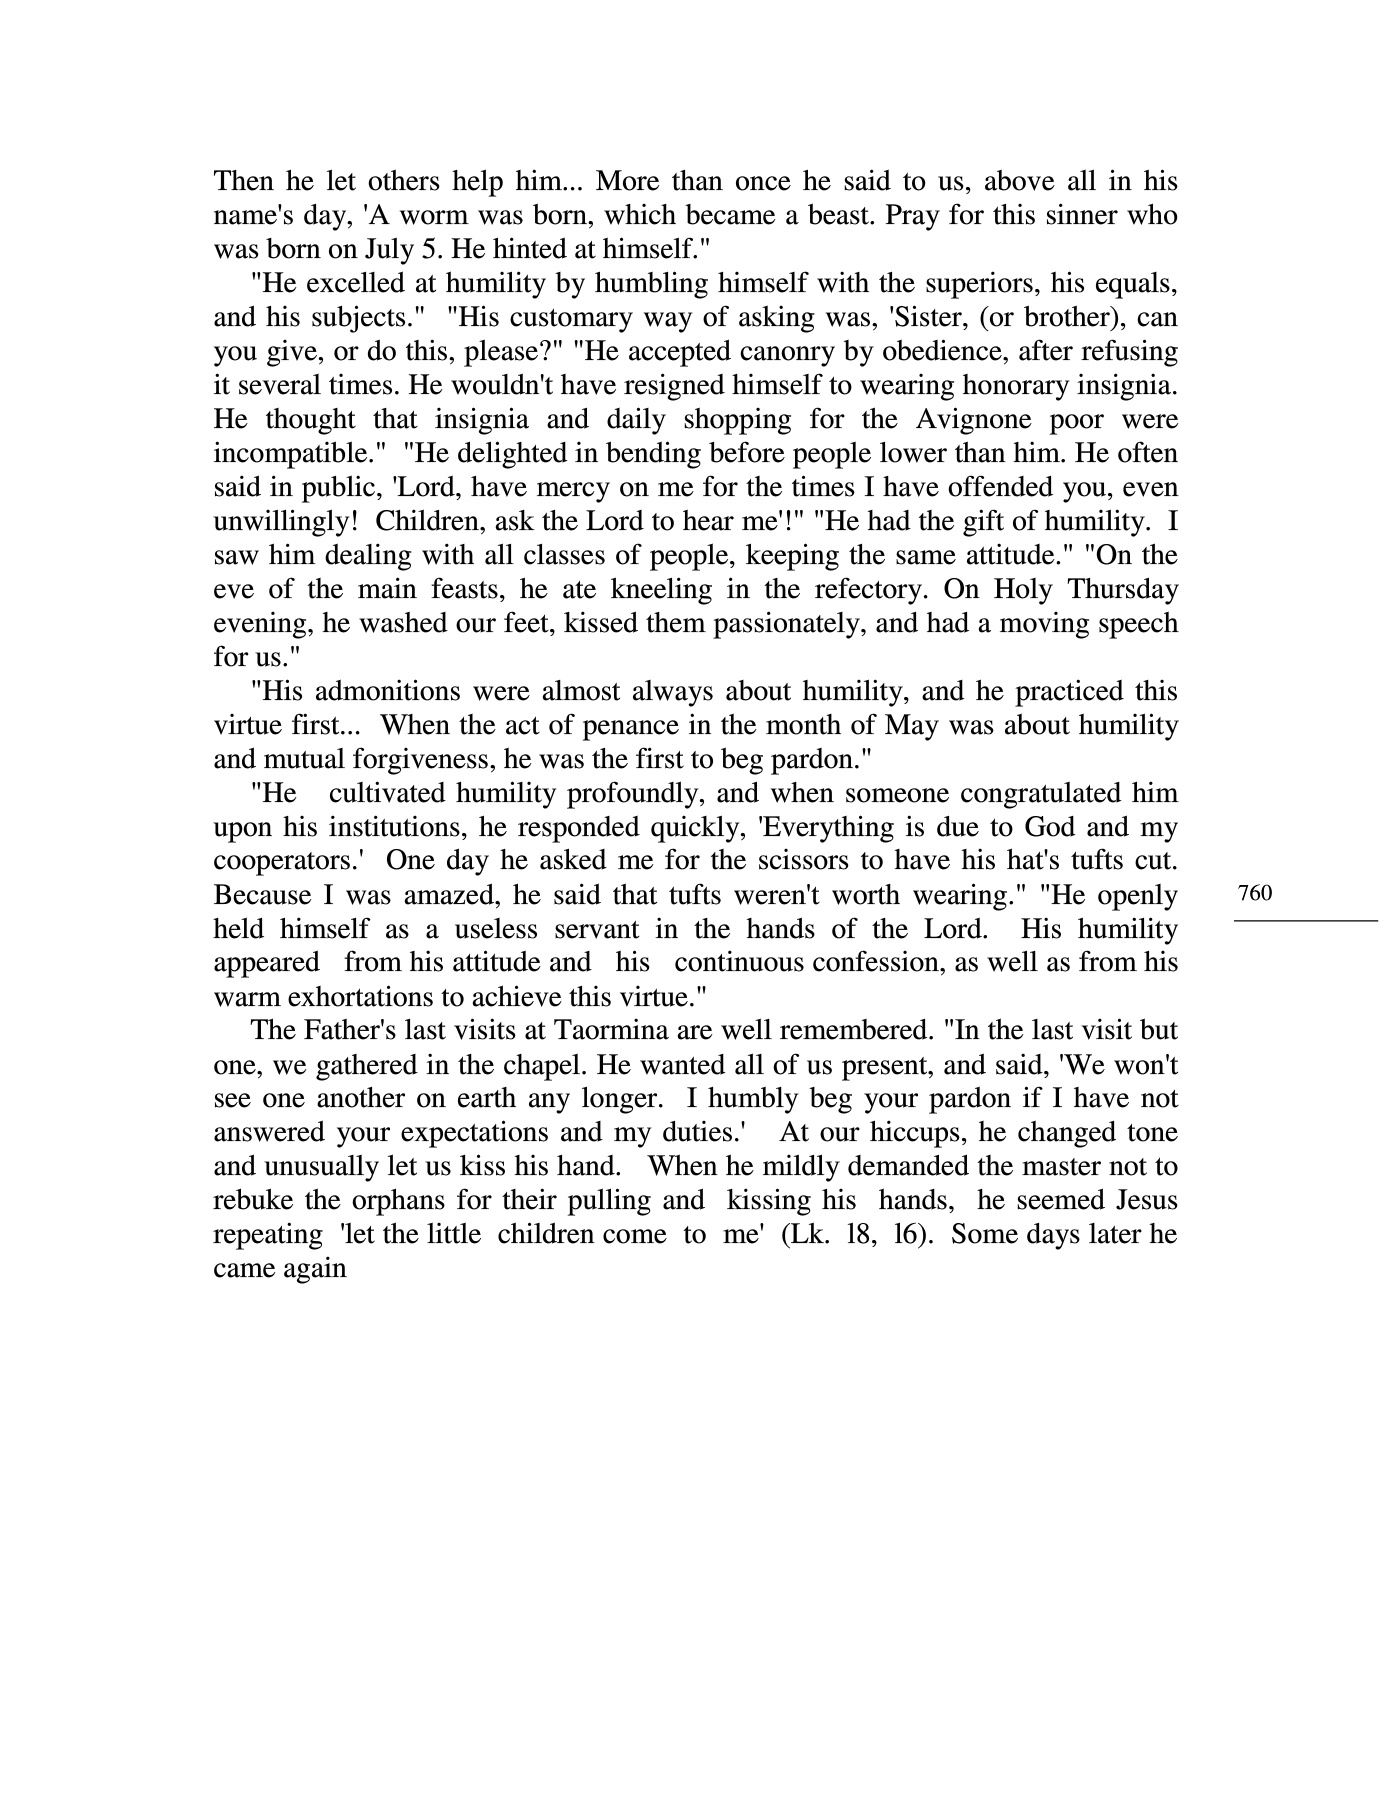 Then he let others help him... More than once he said to us, above all in his
name's day, 'A worm was born, which became a beast. Pray for this sinner who
was born on July 5. He hinted at himself."
"He excelled at humility by humbling himself with the superiors, his equals,
and his subjects." "His customary way of asking was, 'Sister, (or brother), can
you give, or do this, please?" "He accepted canonry by obedience, after refusing
it several times. He wouldn't have resigned himself to wearing honorary insignia.
He thought that insignia and daily shopping for the Avignone poor were
incompatible." "He delighted in bending before people lower than him. He often
said in public, 'Lord, have mercy on me for the times I have offended you, even
unwillingly! Children, ask the Lord to hear me'!" "He had the gift of humility. I
saw him dealing with all classes of people, keeping the same attitude." "On the
eve of the main feasts, he ate kneeling in the refectory. On Holy Thursday
evening, he washed our feet, kissed them passionately, and had a moving speech
for us."
"His admonitions were almost always about humility, and he practiced this
virtue first... When the act of penance in the month of May was about humility
and mutual forgiveness, he was the first to beg pardon."
"He cultivated humility profoundly, and when someone congratulated him
upon his institutions, he responded quickly, 'Everything is due to God and my
cooperators.' One day he asked me for the scissors to have his hat's tufts cut.
Because I was amazed, he said that tufts weren't worth wearing." "He openly
held himself as a useless servant in the hands of the Lord. His humility
appeared from his attitude and his continuous confession, as well as from his
warm exhortations to achieve this virtue."
The Father's last visits at Taormina are well remembered. "In the last visit but
one, we gathered in the chapel. He wanted all of us present, and said, 'We won't
see one another on earth any longer. I humbly beg your pardon if I have not
answered your expectations and my duties.' At our hiccups, he changed tone
and unusually let us kiss his hand. When he mildly demanded the master not to
rebuke the orphans for their pulling and kissing his hands, he seemed Jesus
repeating 'let the little children come to me' (Lk. l8, l6). Some days later he
came again
760